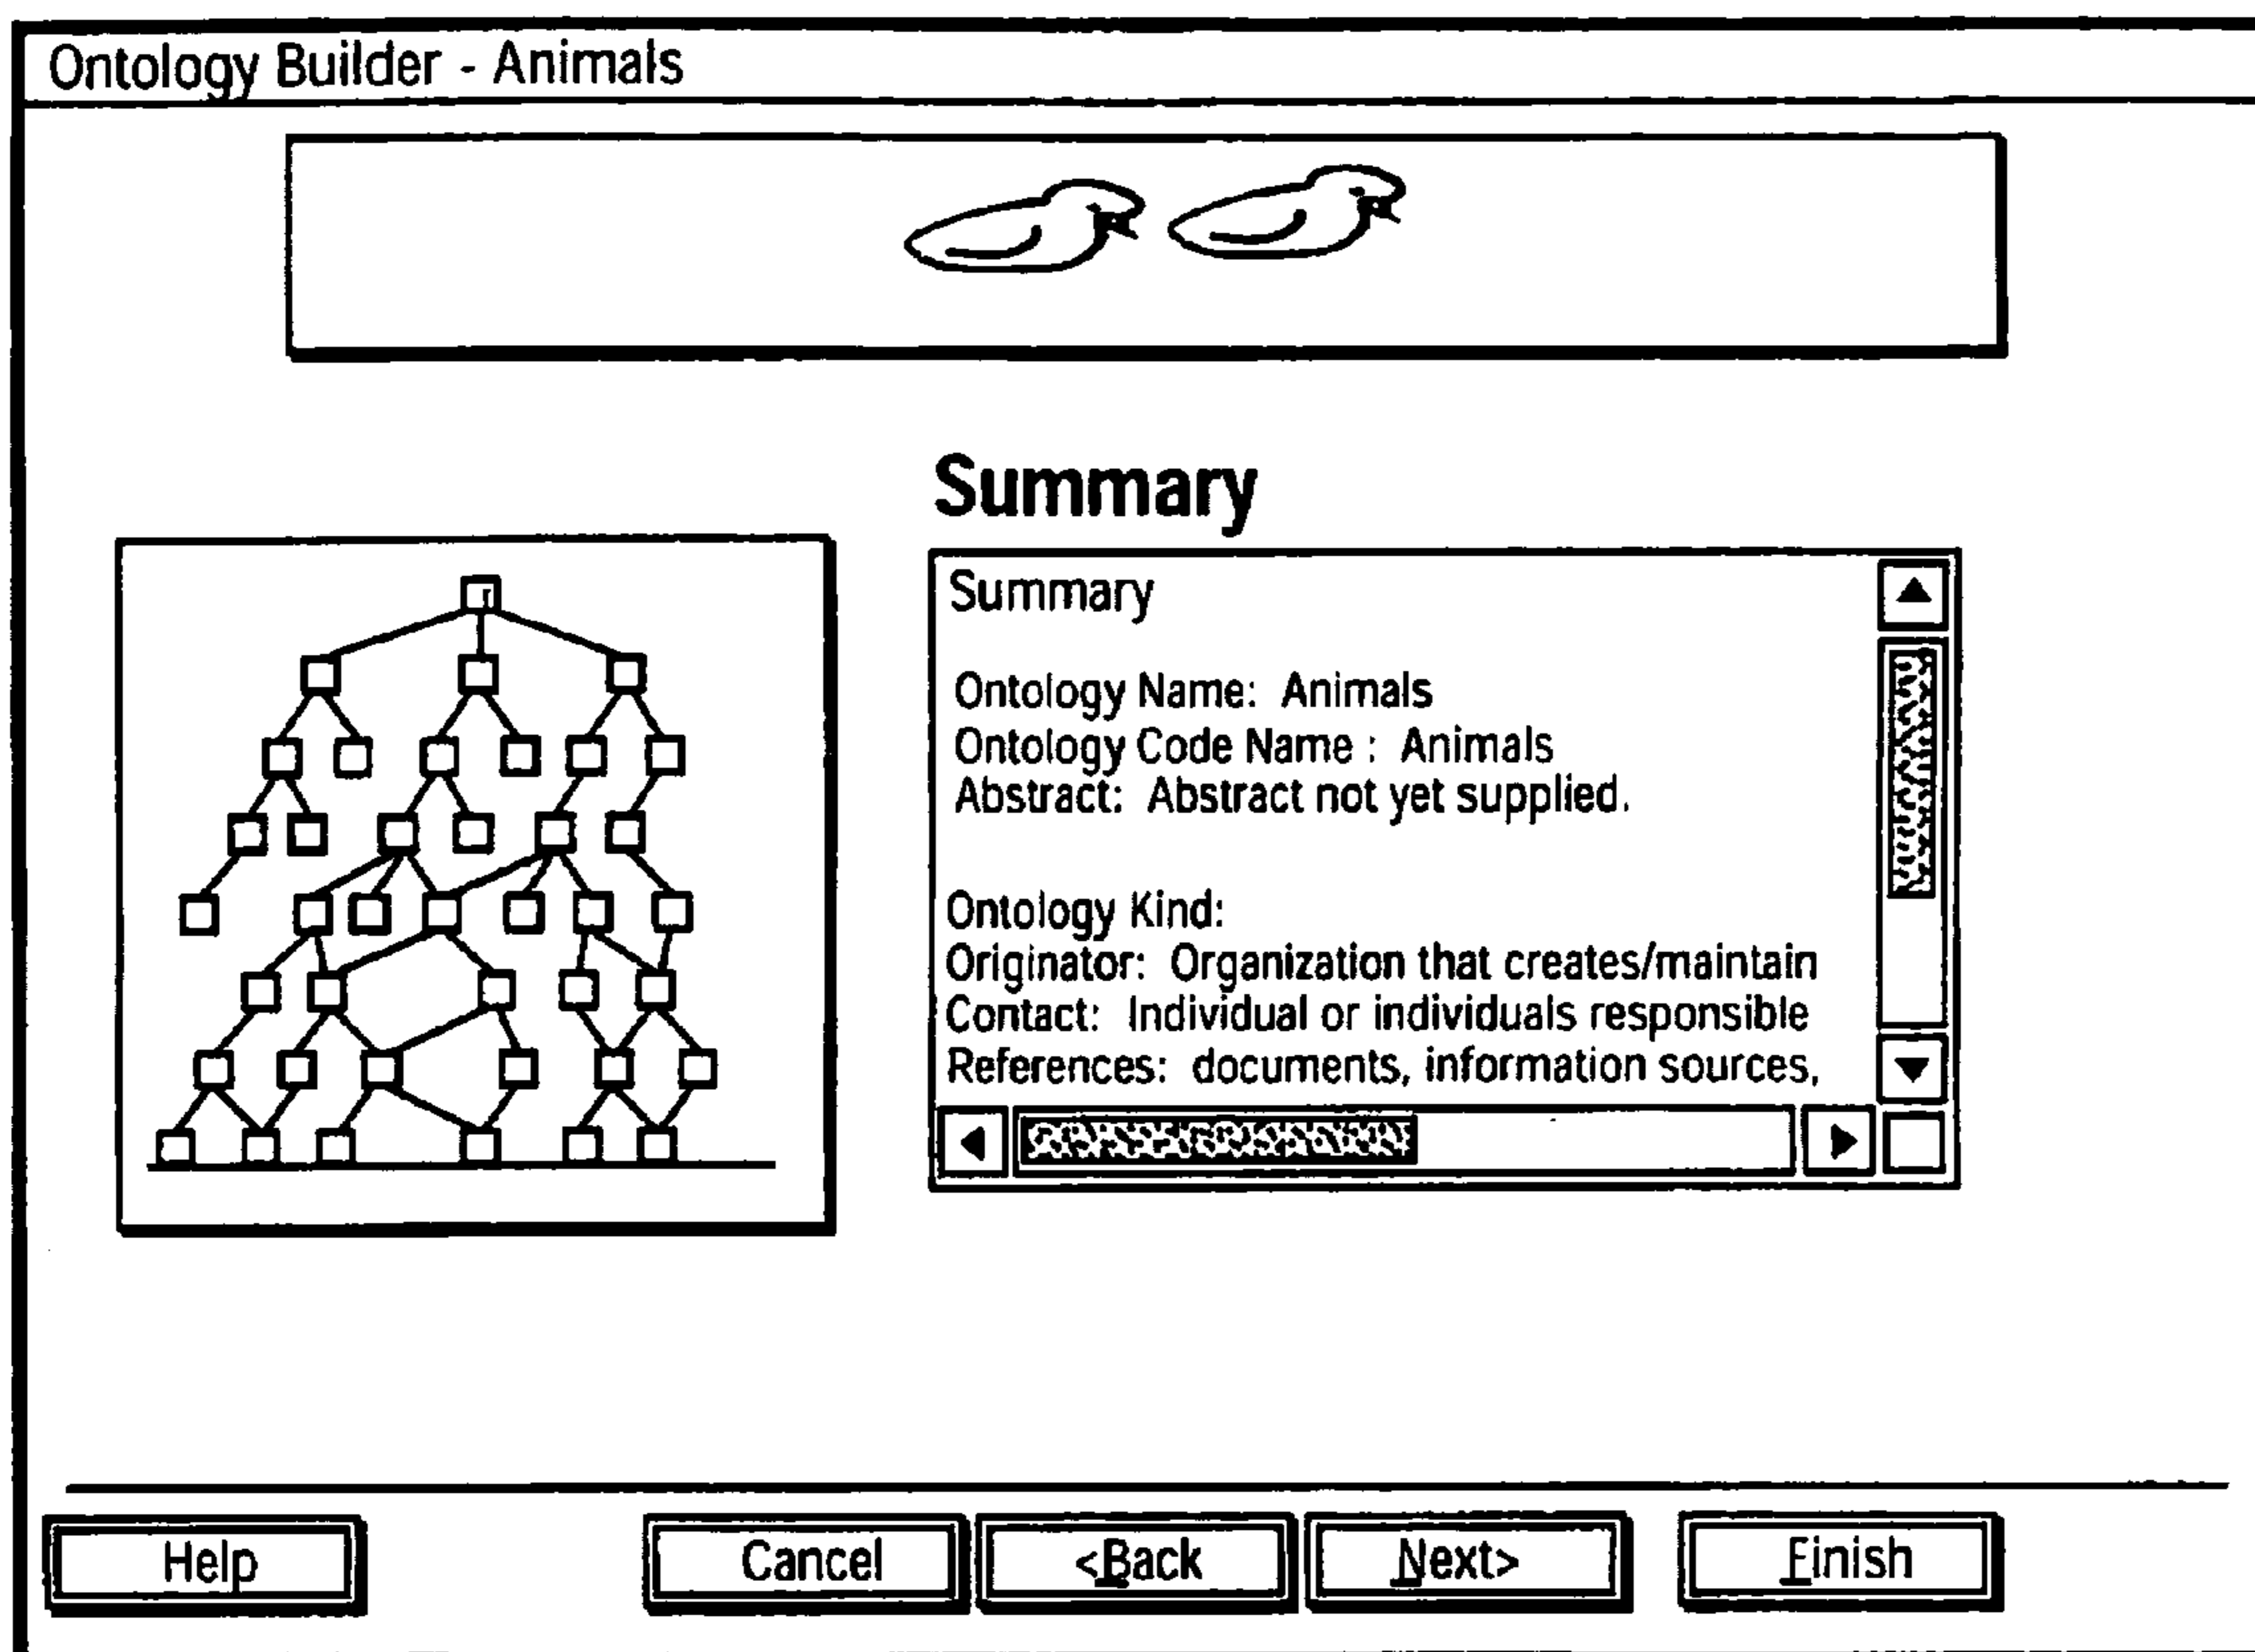 Ontology Builder - Animals
Summary
Summary
Ontology Name: Animals
Ontology Code Name : Animals
Abstract: Abstract not yet supplied.
Ontology Kind:
Originator: Organization that creates/maintain
Contact: Individual or individuals responsible
References: documents, information sources,
Help
Cancel
<Back
Next>
Finish